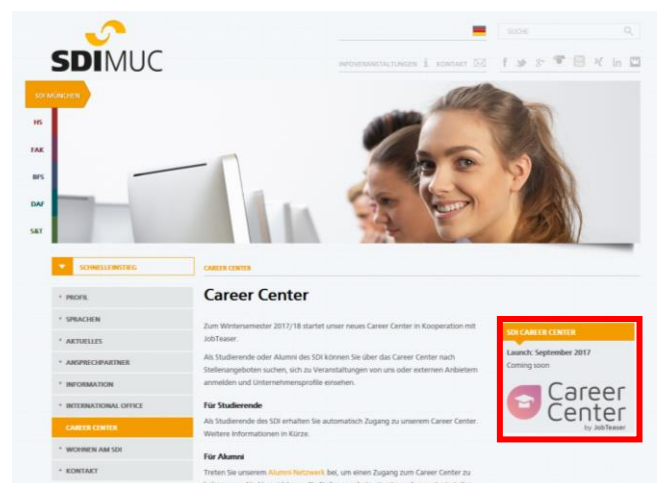 SDIMUC
SUCHE
INFOVERANSTALTUNGEN i KONTAKT
SDI MÜNCHEN
HS
FAK
BFS
DAF
S&T
SCHNELLEINSTIEG
CAREER CENTER
PROFIL
SPRACHEN
AKTUELLES
ANSPRECHPARTNER
INFORMATION
INTERNATIONAL OFFICE
CAREER CENTER
WOHNEN AM SDI
KONTAKT
Career Center
Zum Wintersemester 2017/18 startet unser neues Career Center in Kooperation mit
JobTeaser.
Als Studierende oder Alumni des SDI können Sie über das Career Center nach
Stellenangeboten suchen, sich zu Veranstaltungen von uns oder externen Anbietern
anmelden und Unternehmensprofile einsehen.
Für Studierende
Als Studierende des SDI erhalten Sie automatisch Zugang zu unserem Career Center.
Weitere Informationen in Kürze.
Für Alumni
Treten Sie unserem Alumni-Netzwerk bei, um einen Zugang zum Career Center zu
SDI CAREER CENTER
Launch: September 2017
Coming soon
Career
Center
by JobTeaser